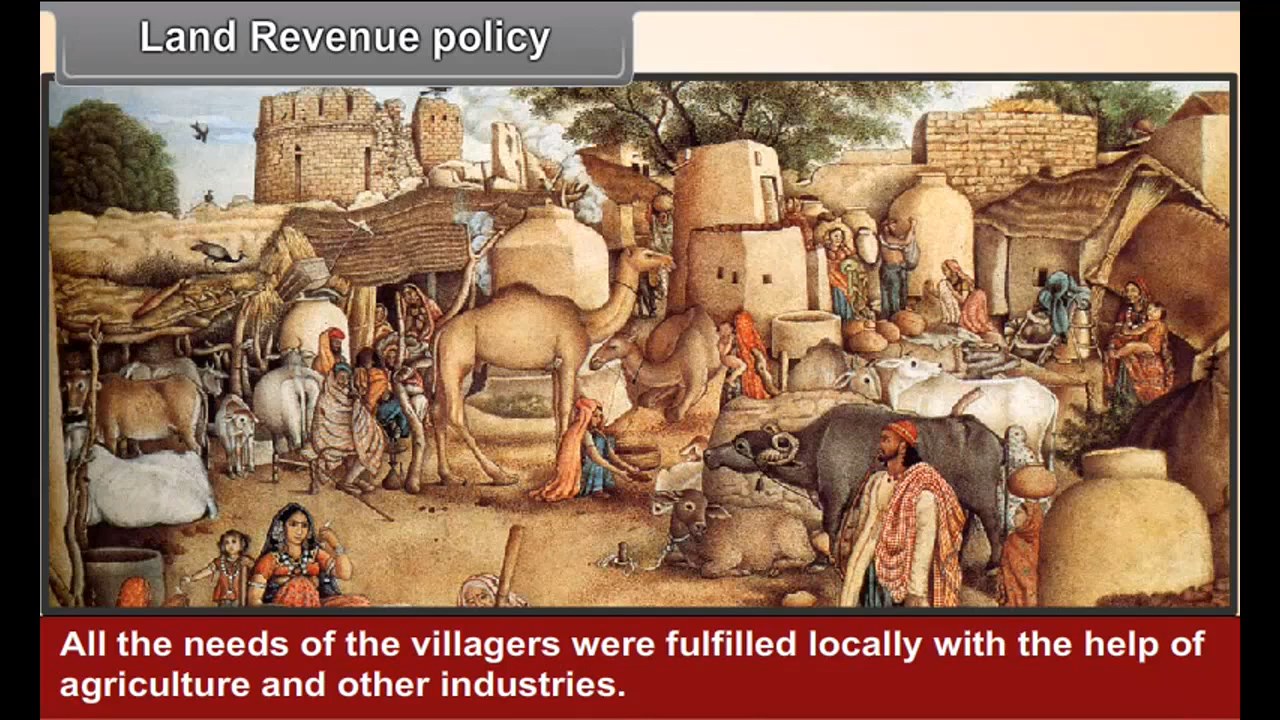 Land Revenue policy
All the needs of the villagers were fulfilled locally with the help of
agriculture and other industries.